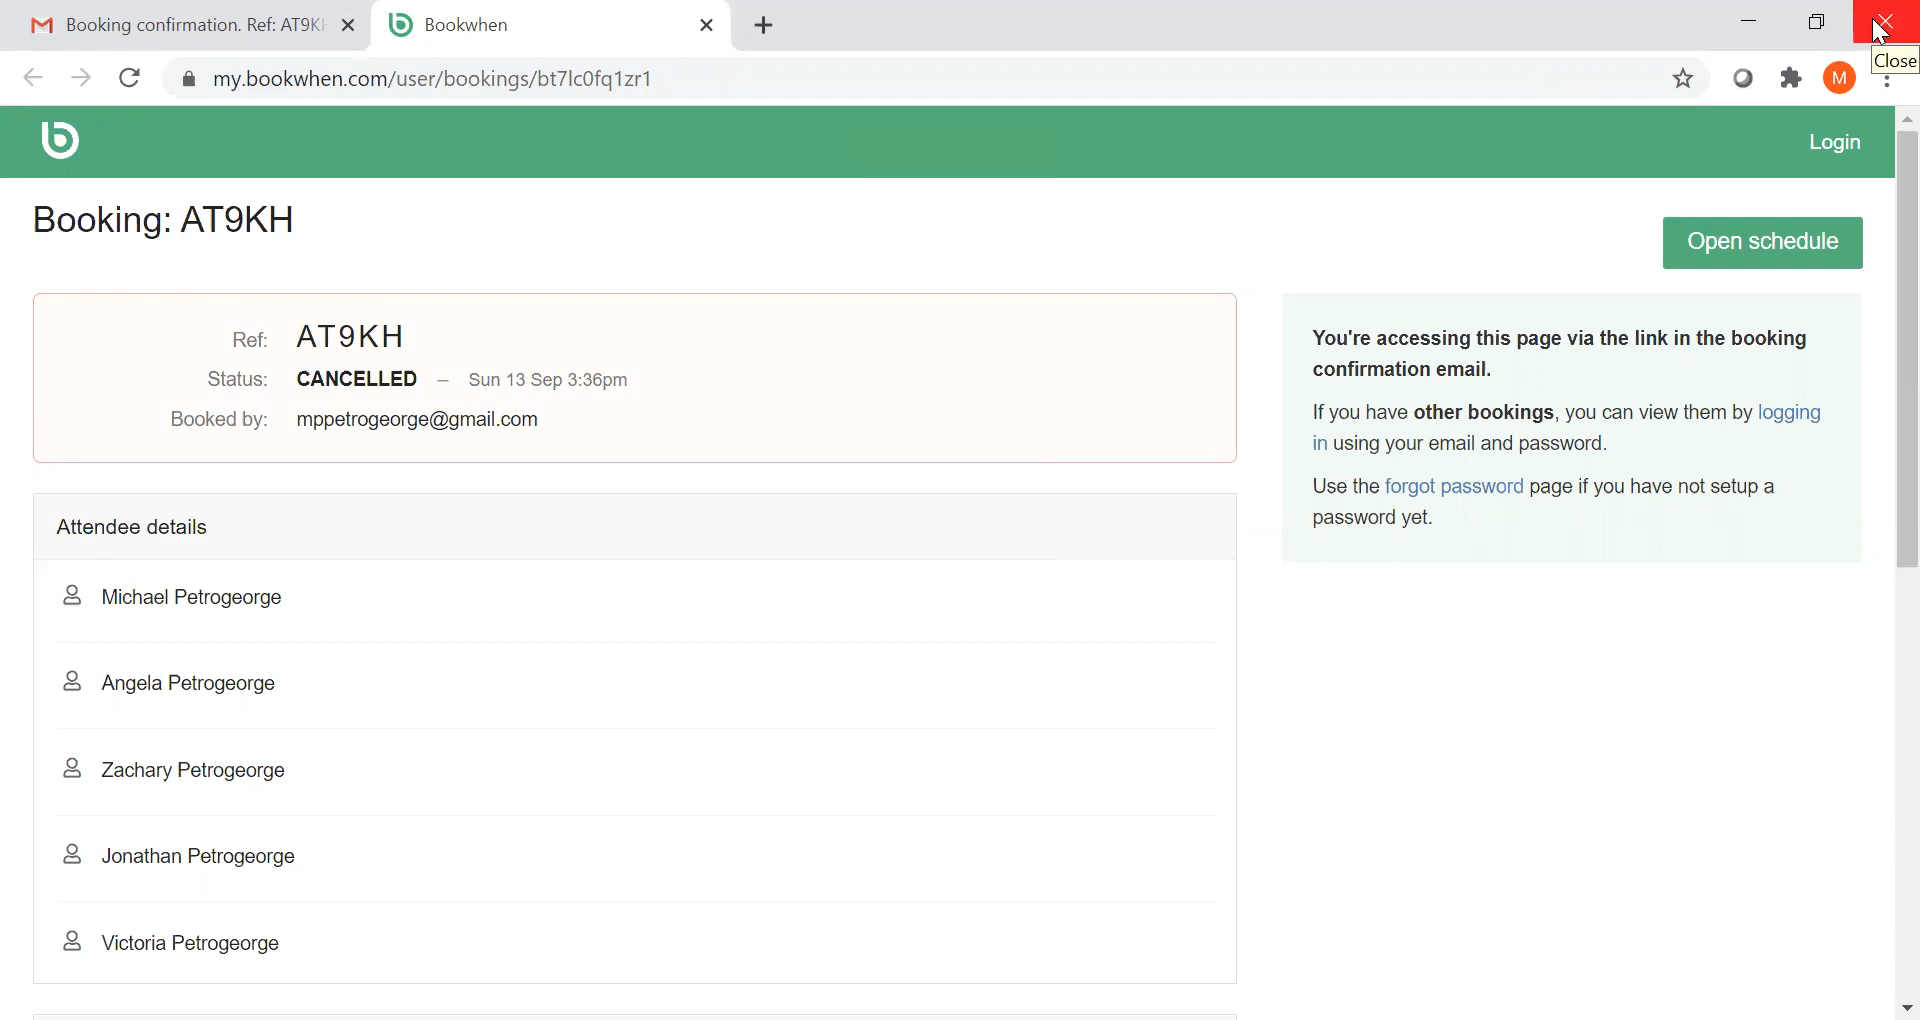 Booking confirmation. Ref: AT9KH
Bookwhen
Close
my.bookwhen.com/user/bookings/bt7lc0fq1zr1
M
b
Login
Booking: AT9KH
Open schedule
Ref: AT9KH
Status: CANCELLED – Sun 13 Sep 3:36pm
Booked by: mppetrogeorge@gmail.com
You're accessing this page via the link in the booking
confirmation email.
If you have other bookings, you can view them by logging
in using your email and password.
Use the forgot password page if you have not setup a
password yet.
Attendee details
Michael Petrogeorge
Angela Petrogeorge
Zachary Petrogeorge
Jonathan Petrogeorge
Victoria Petrogeorge